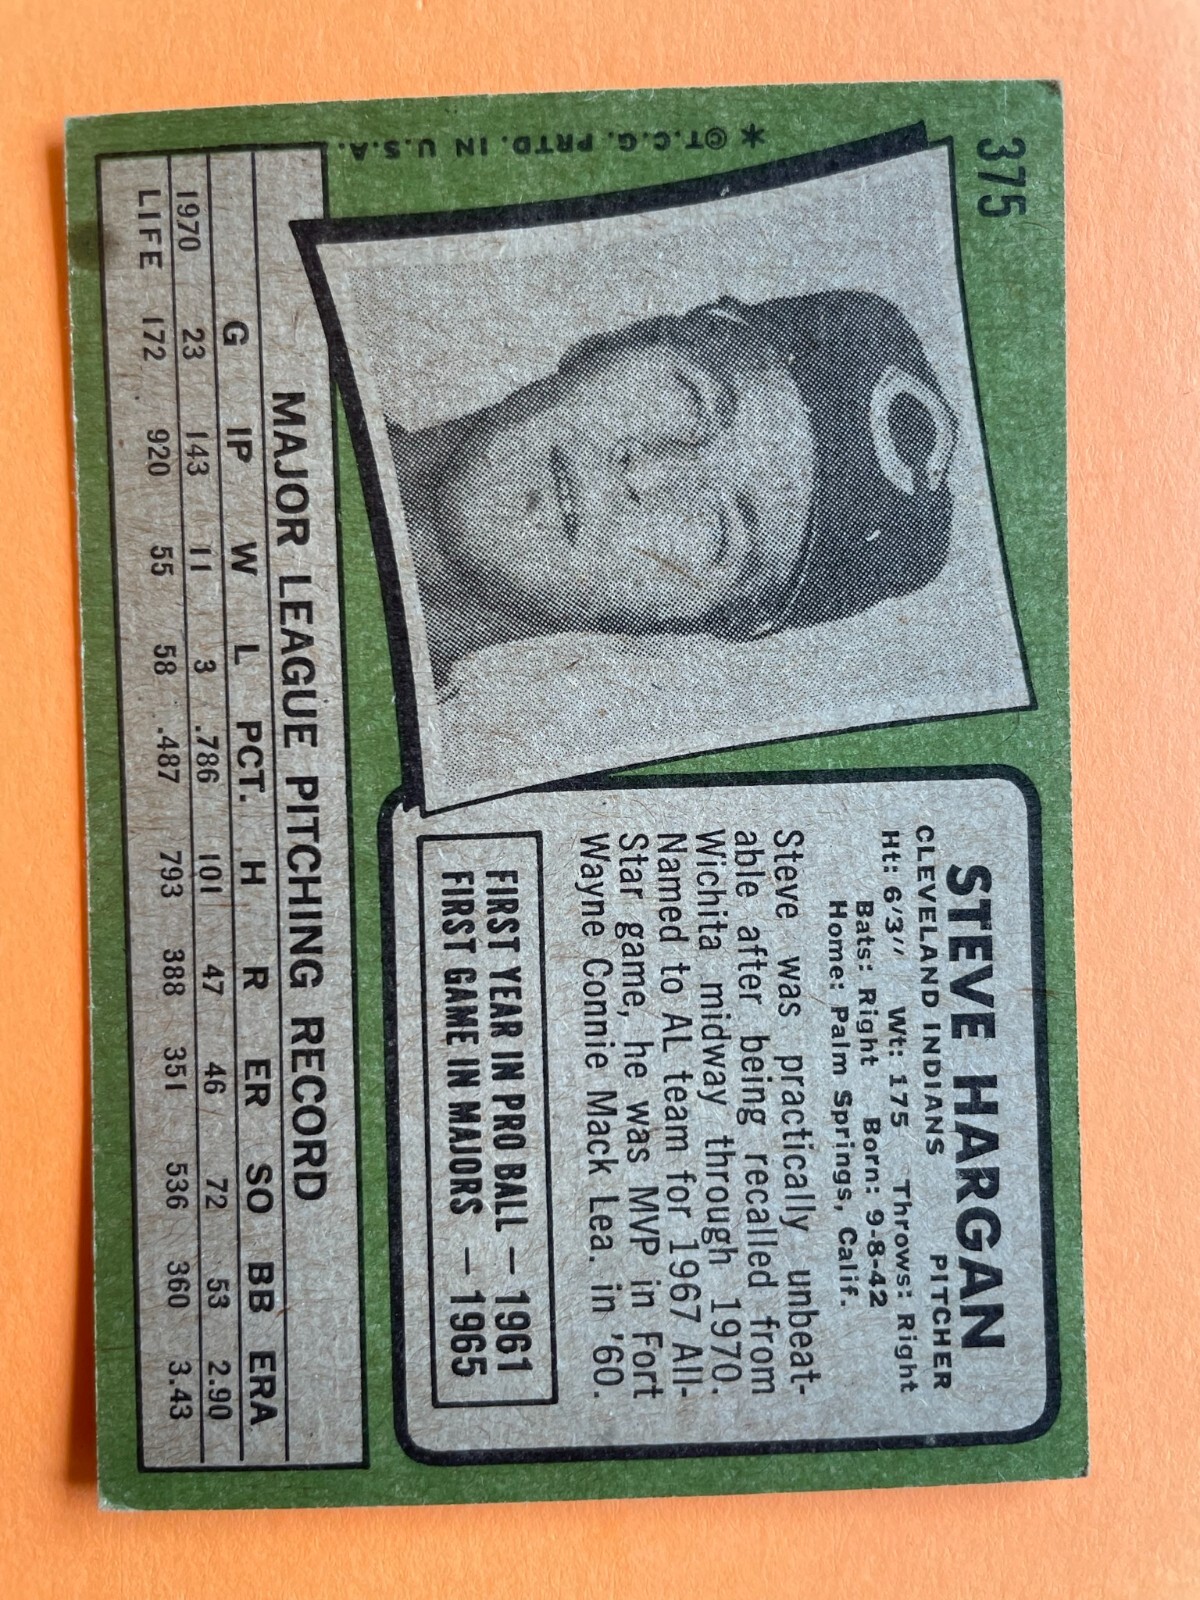 375
* ©T.C.G. PRTD. IN U.S.A.
STEVE HARGAN
CLEVELAND INDIANS PITCHER
Ht: 6'3" Wt: 175 Throws: Right
Bats: Right Born: 9-8-42
Home: Palm Springs, Calif.
Steve was practically unbeat-
able after being recalled from
Wichita midway through 1970.
Named to AL team for 1967 All-
Star game, he was MVP in Fort
Wayne Connie Mack Lea. in '60.
FIRST YEAR IN PRO BALL — 1961
FIRST GAME IN MAJORS — 1965
MAJOR LEAGUE PITCHING RECORD
G IP W L PCT. H R ER SO BB ERA
1970 23 143 11 3 .786 101 47 46 72 53 2.90
LIFE 172 920 55 58 .487 793 388 351 536 360 3.43